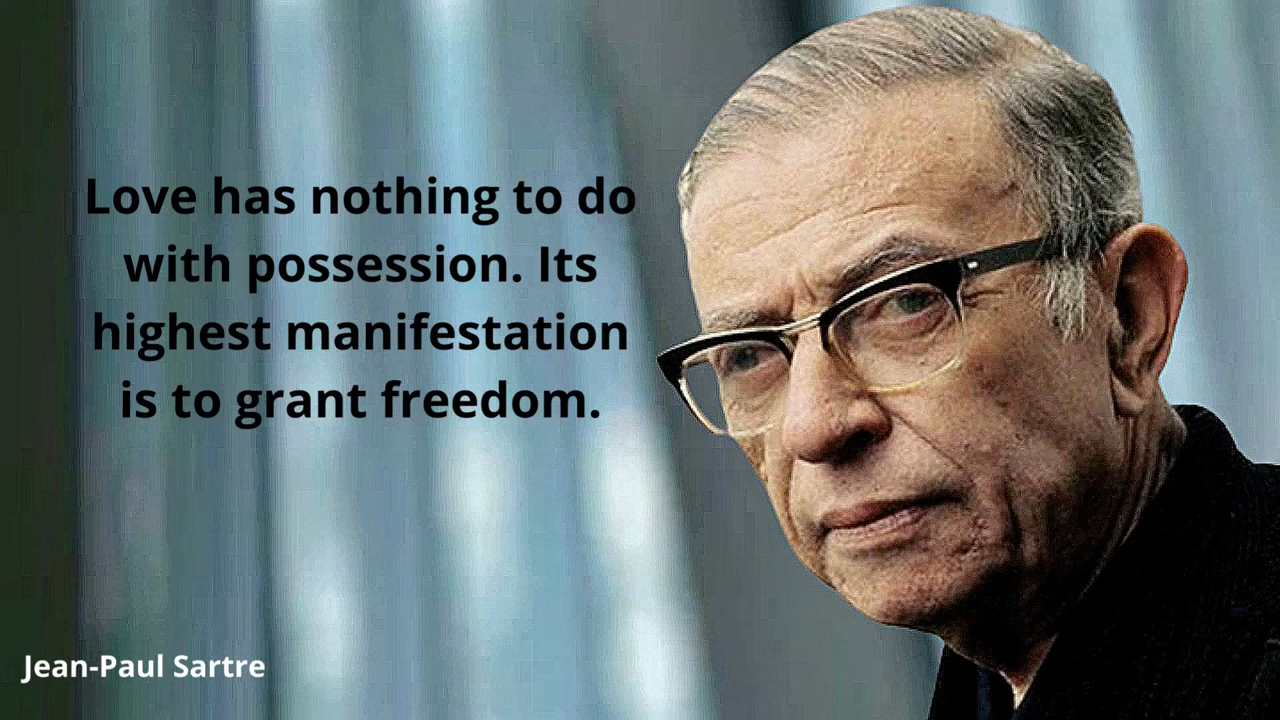 Love has nothing to do
with possession. Its
highest manifestation
is to grant freedom.
Jean-Paul Sartre